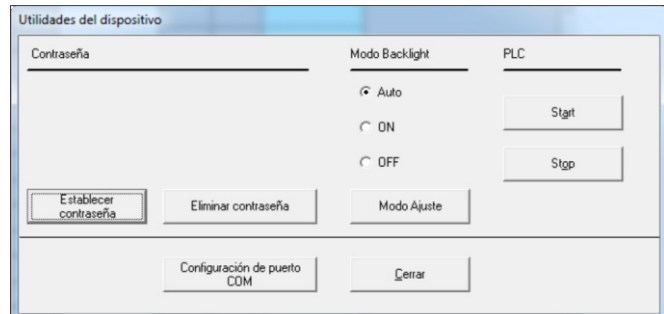 Utilidades del dispositivo
Contraseña
Modo Backlight
PLC
Auto
ON
OFF
Start
Stop
Establecer
contraseña
Eliminar contraseña
Modo Ajuste
Configuración de puerto
COM
Cerrar